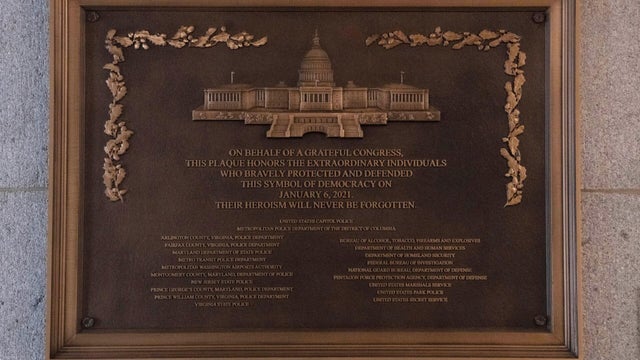 ON BEHALF OF A GRATEFUL CONGRESS,
THIS PLAQUE HONORS THE EXTRAORDINARY INDIVIDUALS
WHO BRAVELY PROTECTED AND DEFENDED
THIS SYMBOL OF DEMOCRACY ON
JANUARY 6, 2021.
THEIR HEROISM WILL NEVER BE FORGOTTEN.
UNITED STATES CAPITOL POLICE
METROPOLITAN POLICE DEPARTMENT OF THE DISTRICT OF COLUMBIA
ARLINGTON COUNTY, VIRGINIA, POLICE DEPARTMENT
FAIRFAX COUNTY, VIRGINIA, POLICE DEPARTMENT
MARYLAND DEPARTMENT OF STATE POLICE
METRO TRANSIT POLICE DEPARTMENT
METROPOLITAN WASHINGTON AIRPORTS AUTHORITY
MONTGOMERY COUNTY, MARYLAND, DEPARTMENT OF POLICE
NEW JERSEY STATE POLICE
PRINCE GEORGE'S COUNTY, MARYLAND, POLICE DEPARTMENT
PRINCE WILLIAM COUNTY, VIRGINIA, POLICE DEPARTMENT
VIRGINIA STATE POLICE
BUREAU OF ALCOHOL, TOBACCO, FIREARMS AND EXPLOSIVES
DEPARTMENT OF HEALTH AND HUMAN SERVICES
DEPARTMENT OF HOMELAND SECURITY
FEDERAL BUREAU OF INVESTIGATION
NATIONAL GUARD BUREAU, DEPARTMENT OF DEFENSE
PENTAGON FORCE PROTECTION AGENCY, DEPARTMENT OF DEFENSE
UNITED STATES MARSHALS SERVICE
UNITED STATES PARK POLICE
UNITED STATES SECRET SERVICE